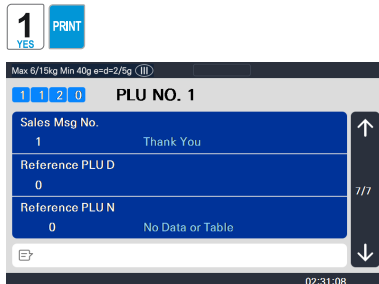 1
YES
PRINT
Max 6/15kg Min 40g e=d=2/5g III
1 1 2 0 PLU NO. 1
Sales Msg No.
1 Thank You
Reference PLU D
0
7/7
Reference PLU N
0 No Data or Table
02:31:08